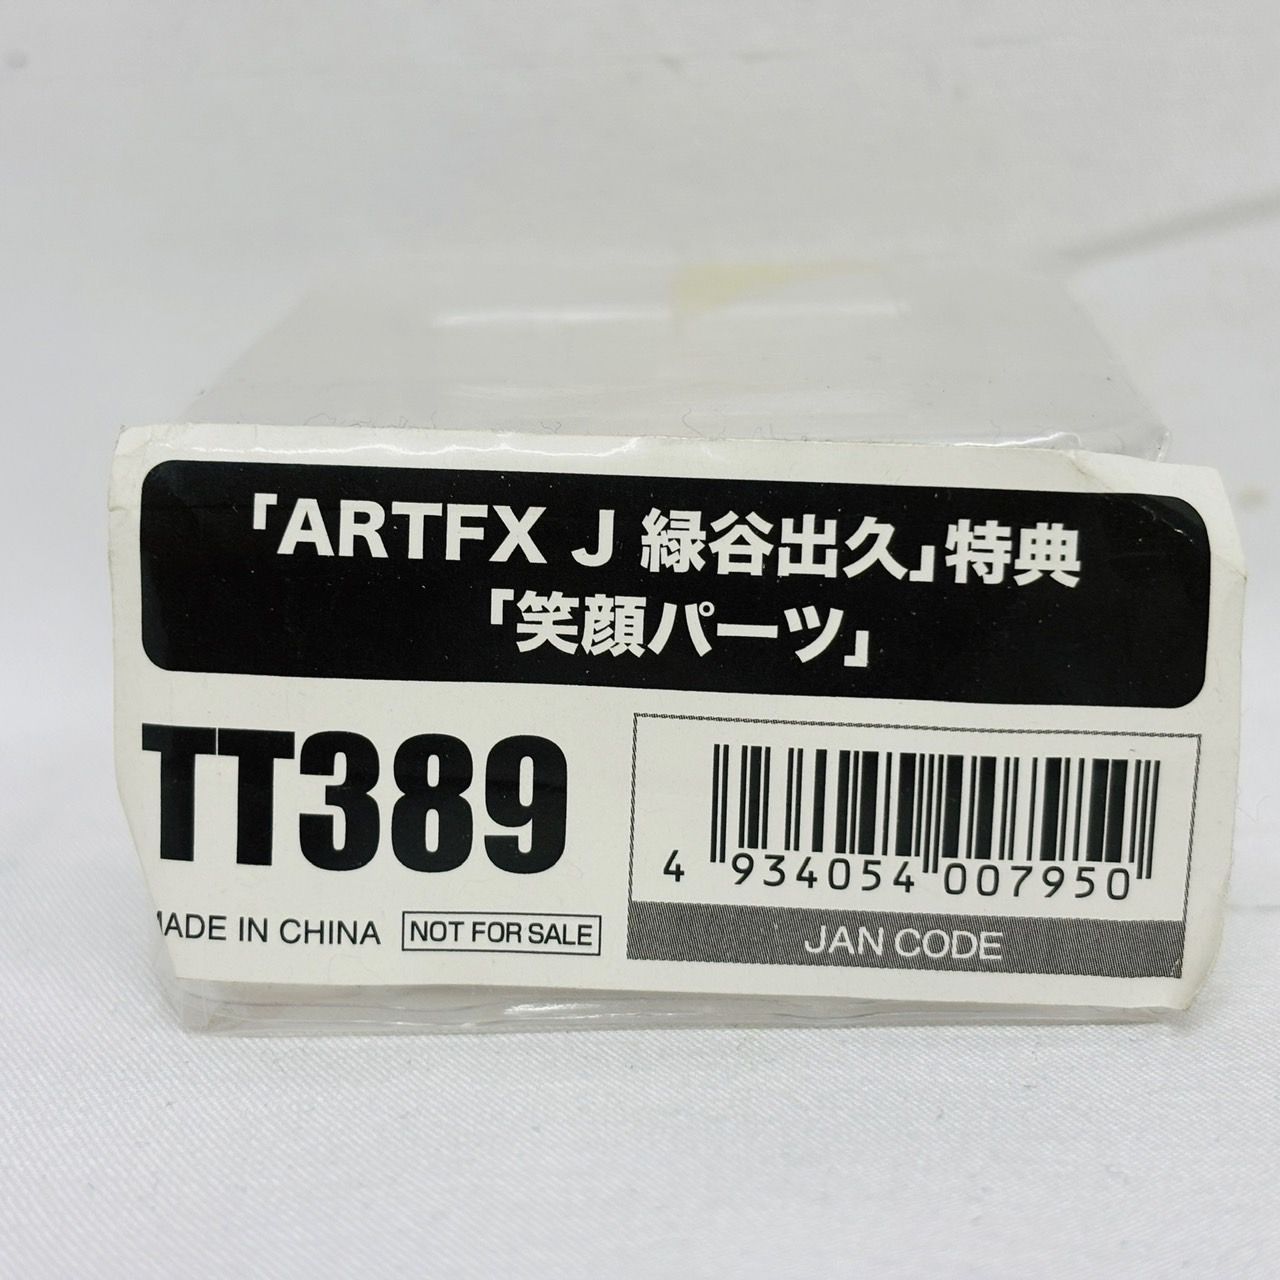 「ARTFX J 緑谷出久」特典
「笑顔パーツ」
TT389
MADE IN CHINA NOT FOR SALE
4 934054 007950
JAN CODE